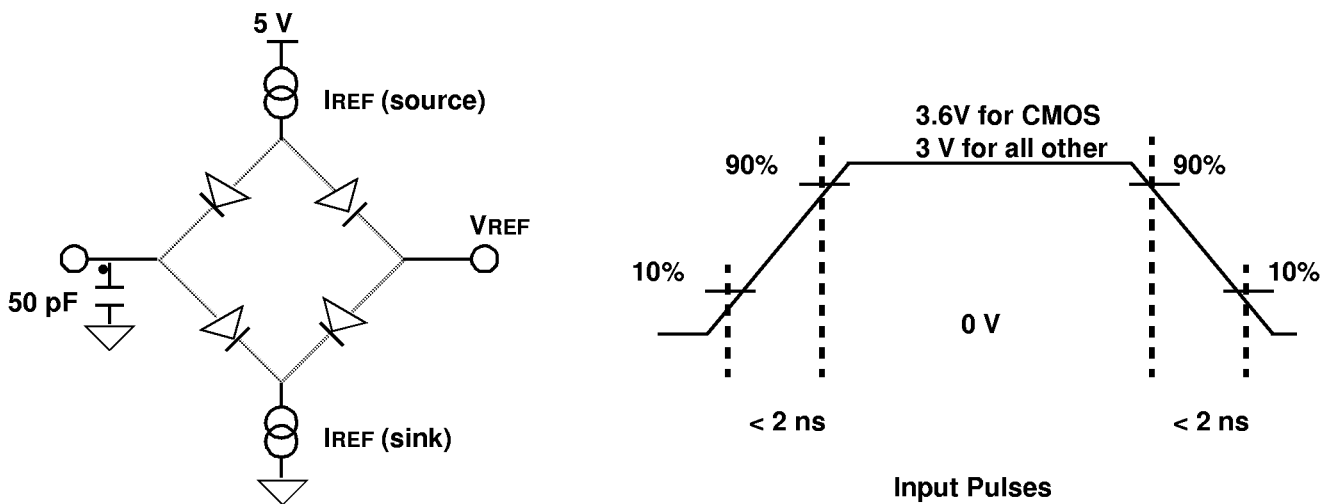 5 V
IREF (source)
VREF
50 pF
IREF (sink)
3.6V for CMOS
3 V for all other
90%
90%
10%
10%
0 V
< 2 ns
< 2 ns
Input Pulses